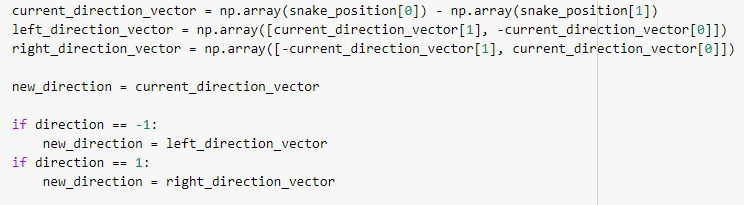 current_direction_vector = np.array(snake_position[0]) - np.array(snake_position[1])
left_direction_vector = np.array([current_direction_vector[1], -current_direction_vector[0]])
right_direction_vector = np.array([-current_direction_vector[1], current_direction_vector[0]])

new_direction = current_direction_vector

if direction == -1:
    new_direction = left_direction_vector
if direction == 1:
    new_direction = right_direction_vector